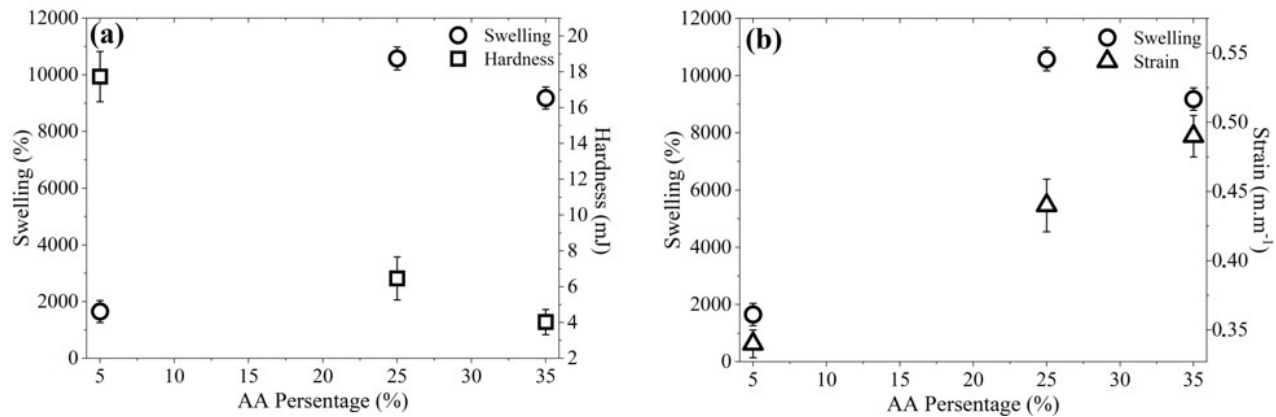 (a)
Swelling
Hardness
12000
10000
8000
6000
4000
2000
0
Swelling (%)
20
18
16
14
12
10
8
6
4
2
Hardness (mJ)
5 10 15 20 25 30 35
AA Persentage (%)
(b)
Swelling
Strain
12000
10000
8000
6000
4000
2000
0
Swelling (%)
0.55
0.50
0.45
0.40
0.35
Strain (m.m⁻¹)
5 10 15 20 25 30 35
AA Persentage (%)